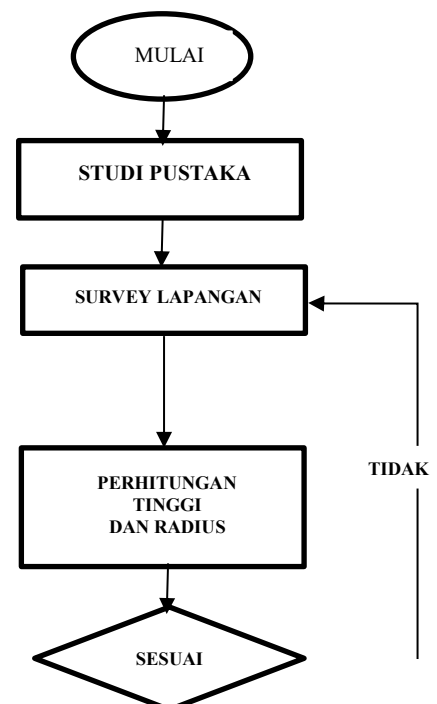 MULAI
STUDI PUSTAKA
SURVEY LAPANGAN
PERHITUNGAN
TINGGI
DAN RADIUS
TIDAK
SESUAI